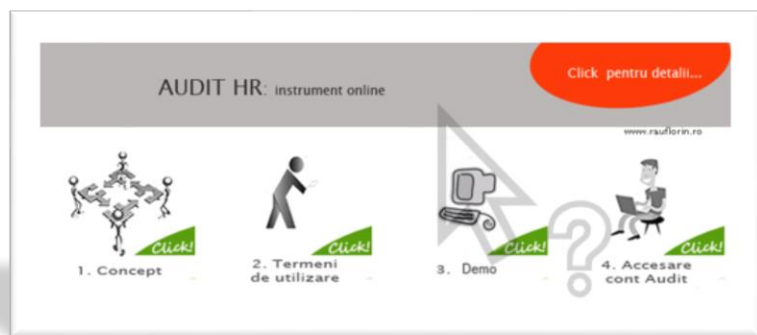 AUDIT HR: instrument online
Click pentru detalii...
www.rauflorin.ro
Click!
1. Concept
Click!
2. Termeni
de utilizare
Click!
3. Demo
?
Click!
4. Accesare
cont Audit